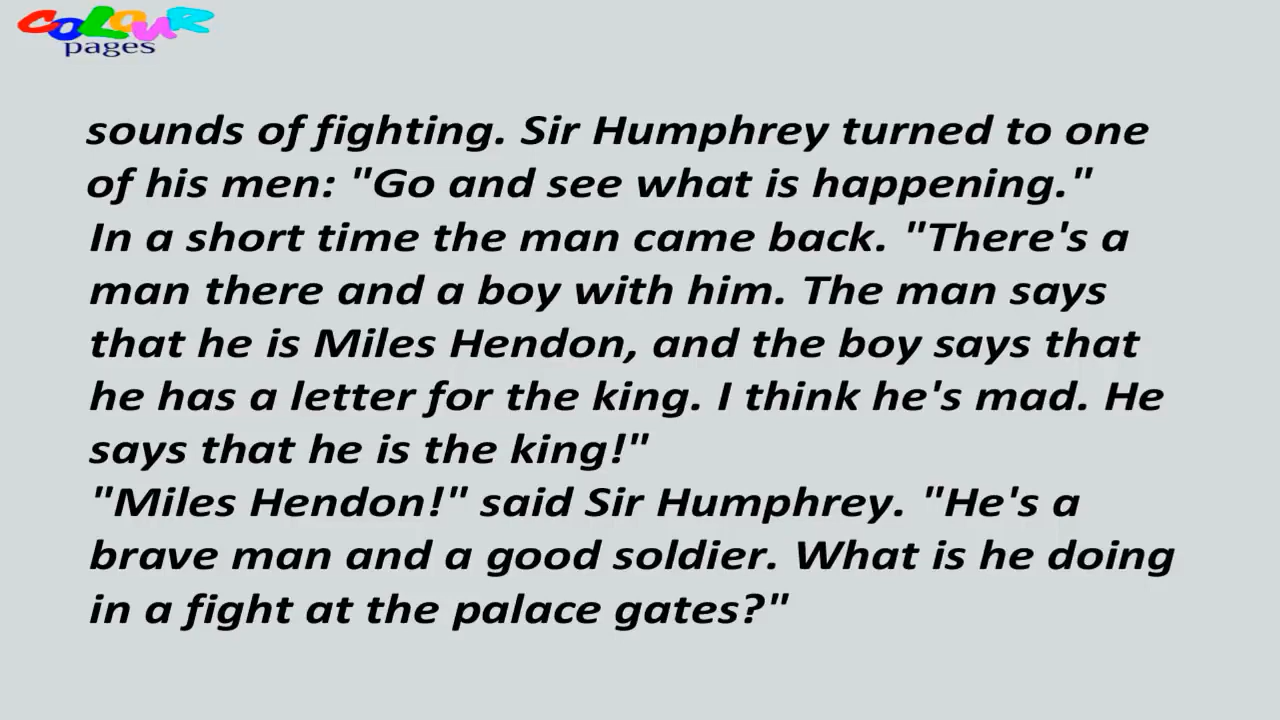 COLOUR
pages
sounds of fighting. Sir Humphrey turned to one
of his men: "Go and see what is happening."
In a short time the man came back. "There's a
man there and a boy with him. The man says
that he is Miles Hendon, and the boy says that
he has a letter for the king. I think he's mad. He
says that he is the king!"
"Miles Hendon!" said Sir Humphrey. "He's a
brave man and a good soldier. What is he doing
in a fight at the palace gates?"